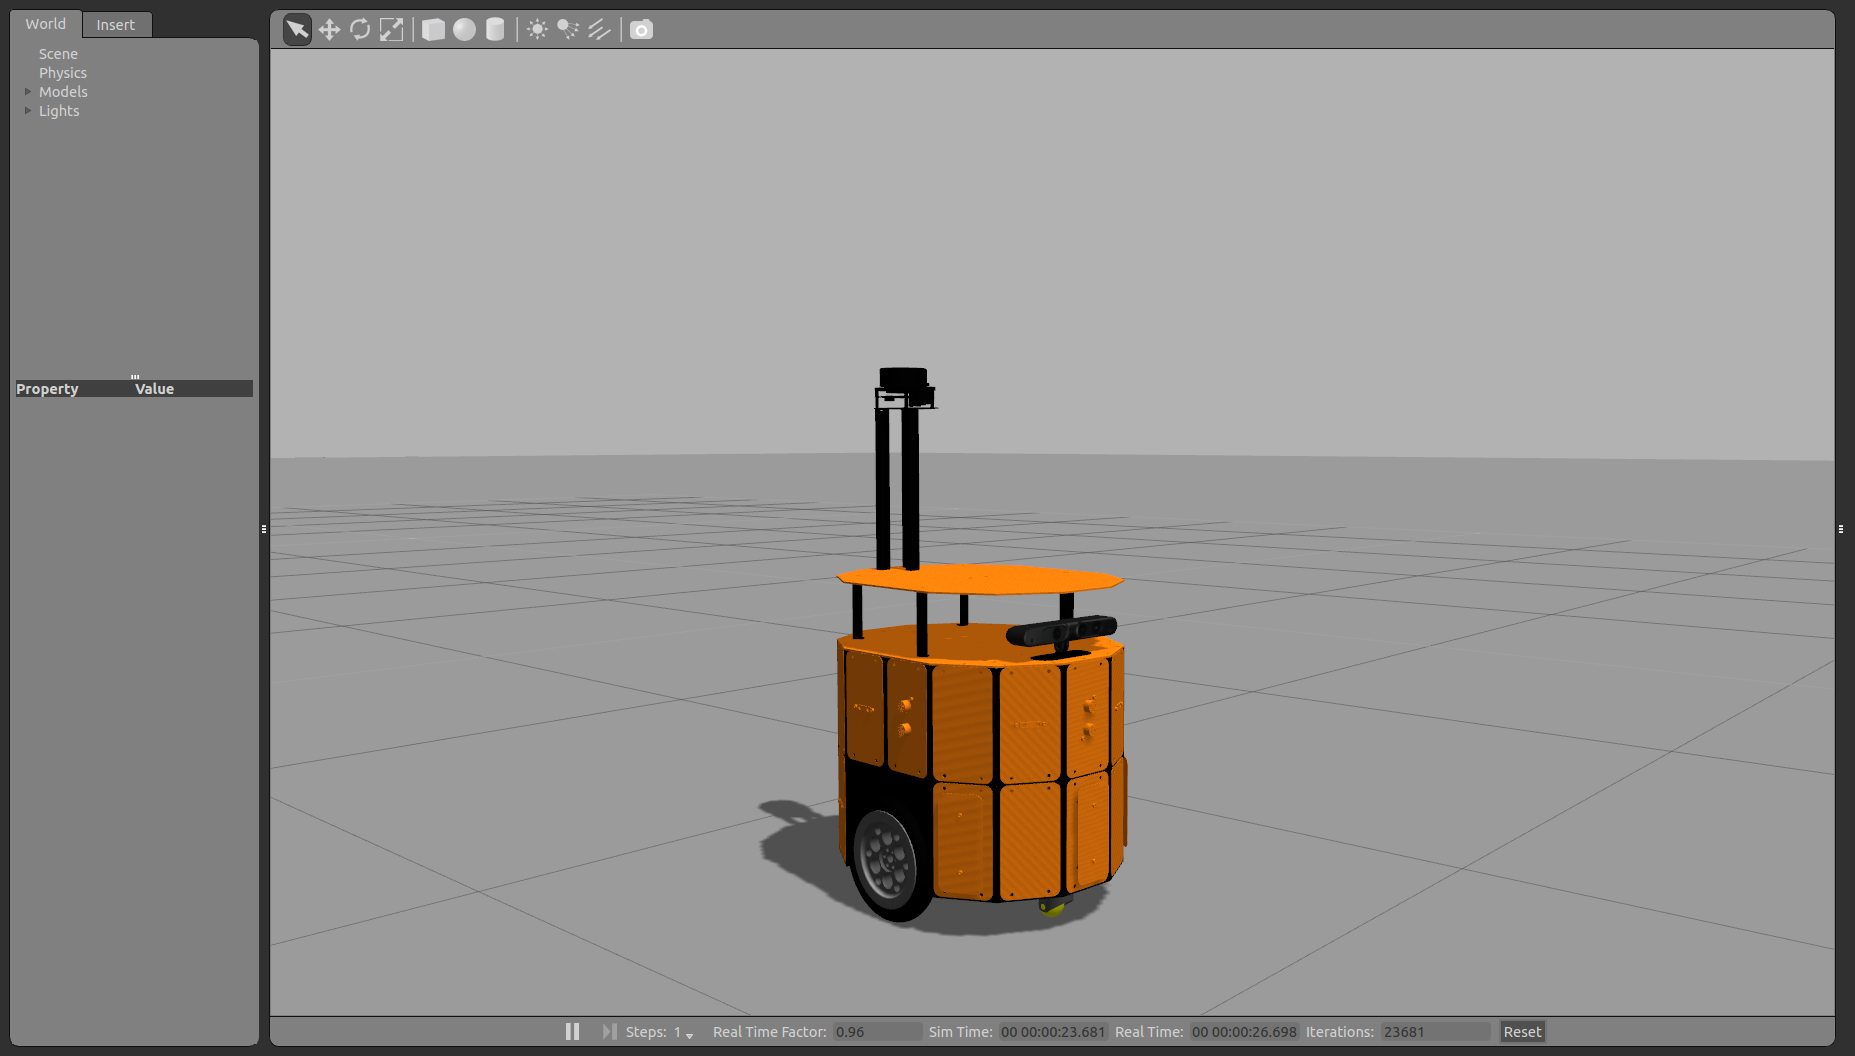 World Insert
Scene
Physics
Models
Lights
Property Value
Steps: 1 Real Time Factor: 0.96 Sim Time: 00 00:00:23.681 Real Time: 00 00:00:26.698 Iterations: 23681 Reset